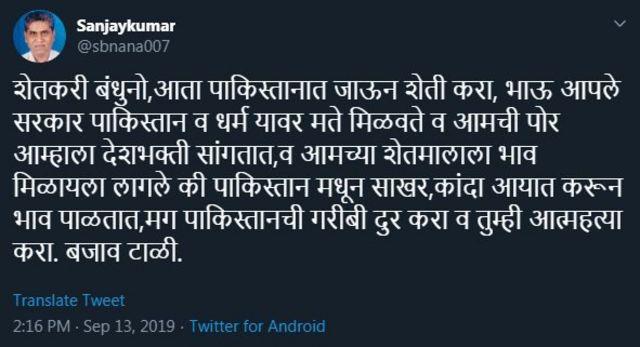 Sanjaykumar
@sbnana007
शेतकरी बंधुनो,आता पाकिस्तानात जाऊन शेती करा, भाऊ आपले
सरकार पाकिस्तान व धर्म यावर मते मिळवते व आमची पोर
आम्हाला देशभक्ती सांगतात,व आमच्या शेतमालाला भाव
मिळायला लागले की पाकिस्तान मधून साखर,कांदा आयात करून
भाव पाळतात,मग पाकिस्तानची गरीबी दुर करा व तुम्ही आत्महत्या
करा. बजाव टाळी.
Translate Tweet
2:16 PM · Sep 13, 2019 · Twitter for Android